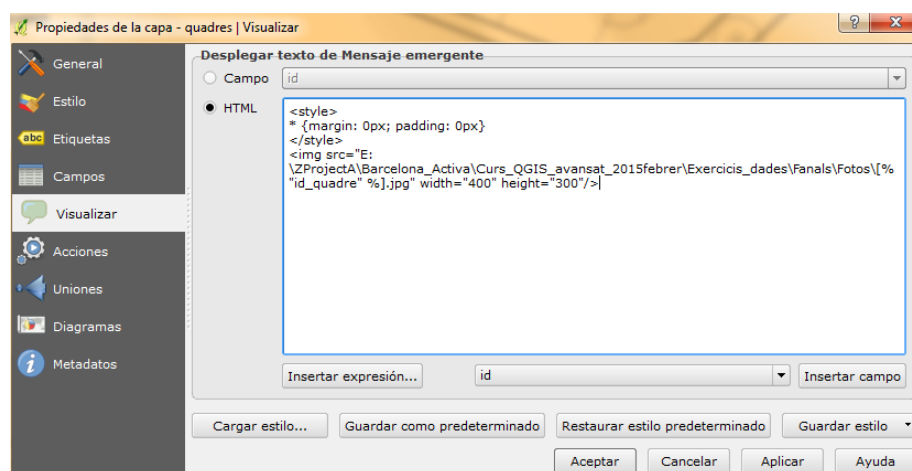 Propiedades de la capa - quadres | Visualizar
General
Estilo
abc Etiquetas
Campos
Visualizar
Acciones
Uniones
Diagramas
Metadatos
Desplegar texto de Mensaje emergente
Campo id
HTML
<style>
* {margin: 0px; padding: 0px}
</style>
<img src="E:
\ZProjectA\Barcelona_Activa\Curs_QGIS_avansat_2015febrer\Exercicis_dades\Fanals\Fotos\[%
"id_quadre" %].jpg" width="400" height="300"/>
Insertar expresión... id Insertar campo
Cargar estilo... Guardar como predeterminado Restaurar estilo predeterminado Guardar estilo
Aceptar Cancelar Aplicar Ayuda